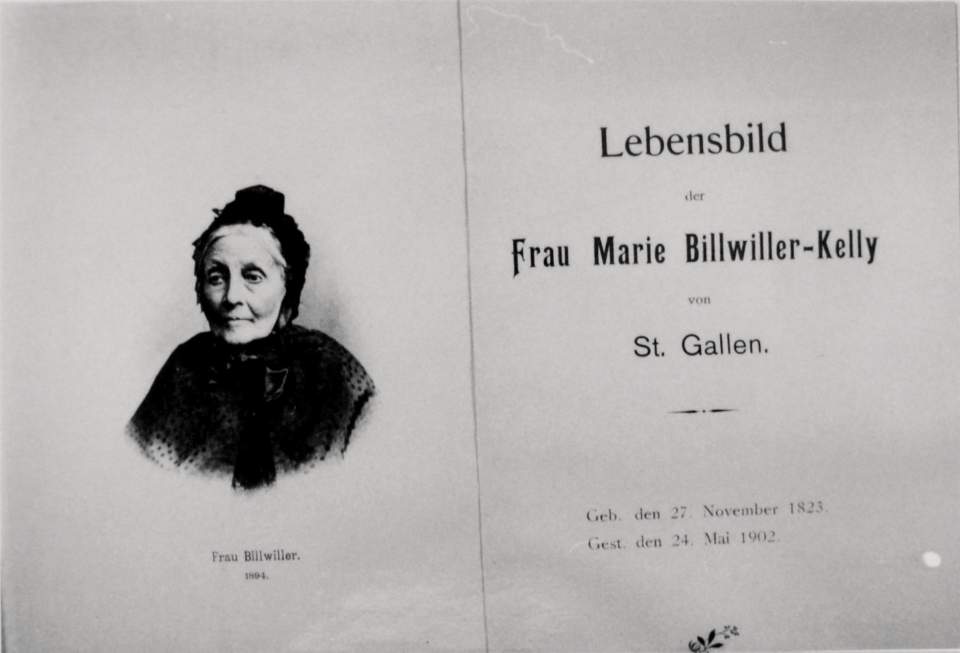 Frau Billwiller.
1894.
Lebensbild
der
Frau Marie Billwiller-Kelly
von
St. Gallen.
Geb. den 27. November 1823.
Gest. den 24. Mai 1902.